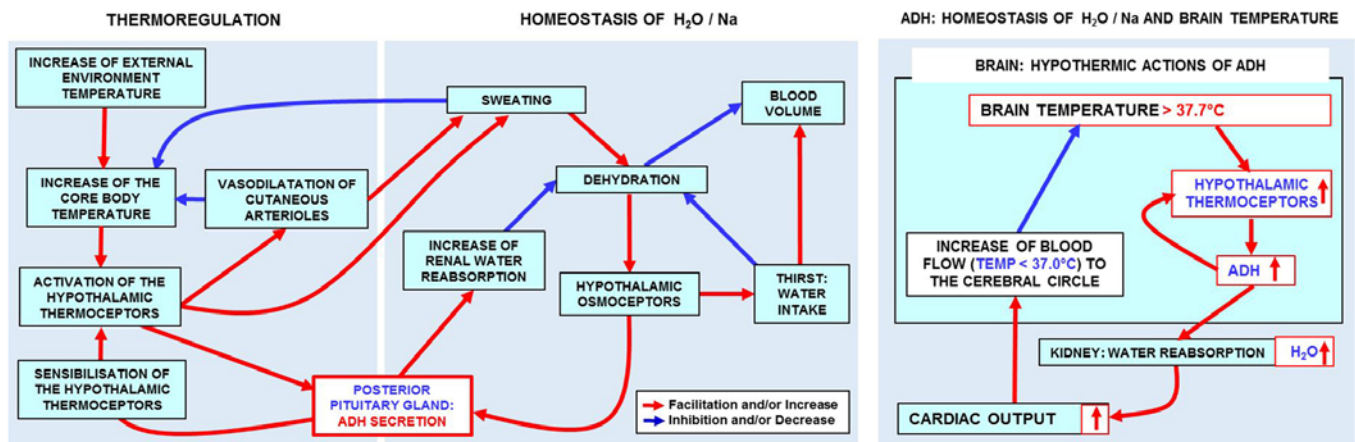 THERMOREGULATION
HOMEOSTASIS OF H₂O / Na
ADH: HOMEOSTASIS OF H₂O / Na AND BRAIN TEMPERATURE
INCREASE OF EXTERNAL
ENVIRONMENT
TEMPERATURE
INCREASE OF THE
CORE BODY
TEMPERATURE
VASODILATATION OF
CUTANEOUS
ARTERIOLES
ACTIVATION OF THE
HYPOTHALAMIC
THERMOCEPTORS
SENSIBILISATION OF
THE HYPOTHALAMIC
THERMOCEPTORS
SWEATING
BLOOD
VOLUME
DEHYDRATION
INCREASE OF
RENAL WATER
REABSORPTION
HYPOTHALAMIC
OSMOCEPTORS
THIRST:
WATER
INTAKE
POSTERIOR
PITUITARY GLAND:
ADH SECRETION
Facilitation and/or Increase
Inhibition and/or Decrease
BRAIN: HYPOTHERMIC ACTIONS OF ADH
BRAIN TEMPERATURE > 37.7°C
HYPOTHALAMIC
THERMOCEPTORS
ADH
INCREASE OF BLOOD
FLOW (TEMP < 37.0°C) TO
THE CEREBRAL CIRCLE
KIDNEY: WATER REABSORPTION
H₂O
CARDIAC OUTPUT